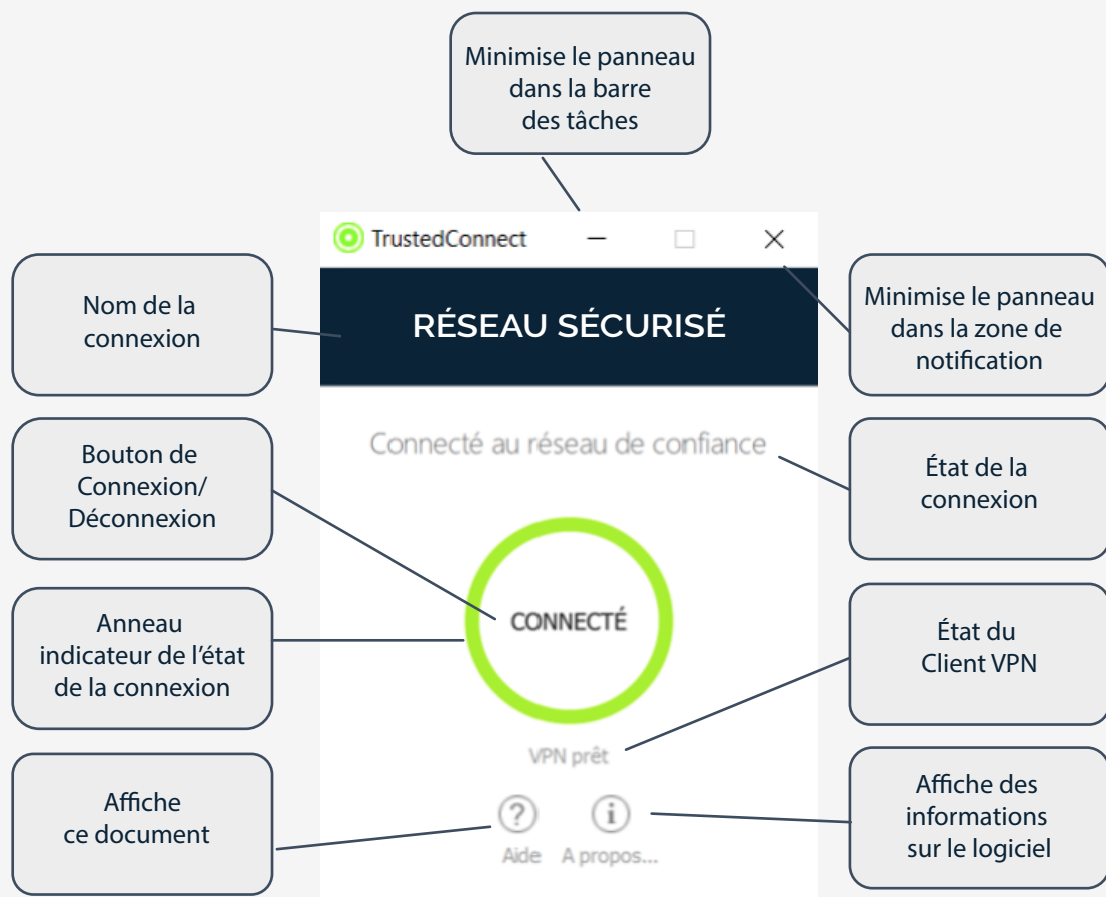 Minimise le panneau
dans la barre
des tâches
TrustedConnect
Nom de la
connexion
RÉSEAU SÉCURISÉ
Minimise le panneau
dans la zone de
notification
Connecté au réseau de confiance
Bouton de
Connexion/
Déconnexion
État de la
connexion
CONNECTÉ
Anneau
indicateur de l’état
de la connexion
État du
Client VPN
VPN prêt
Affiche
ce document
?
i
Aide
A propos...
Affiche des
informations
sur le logiciel